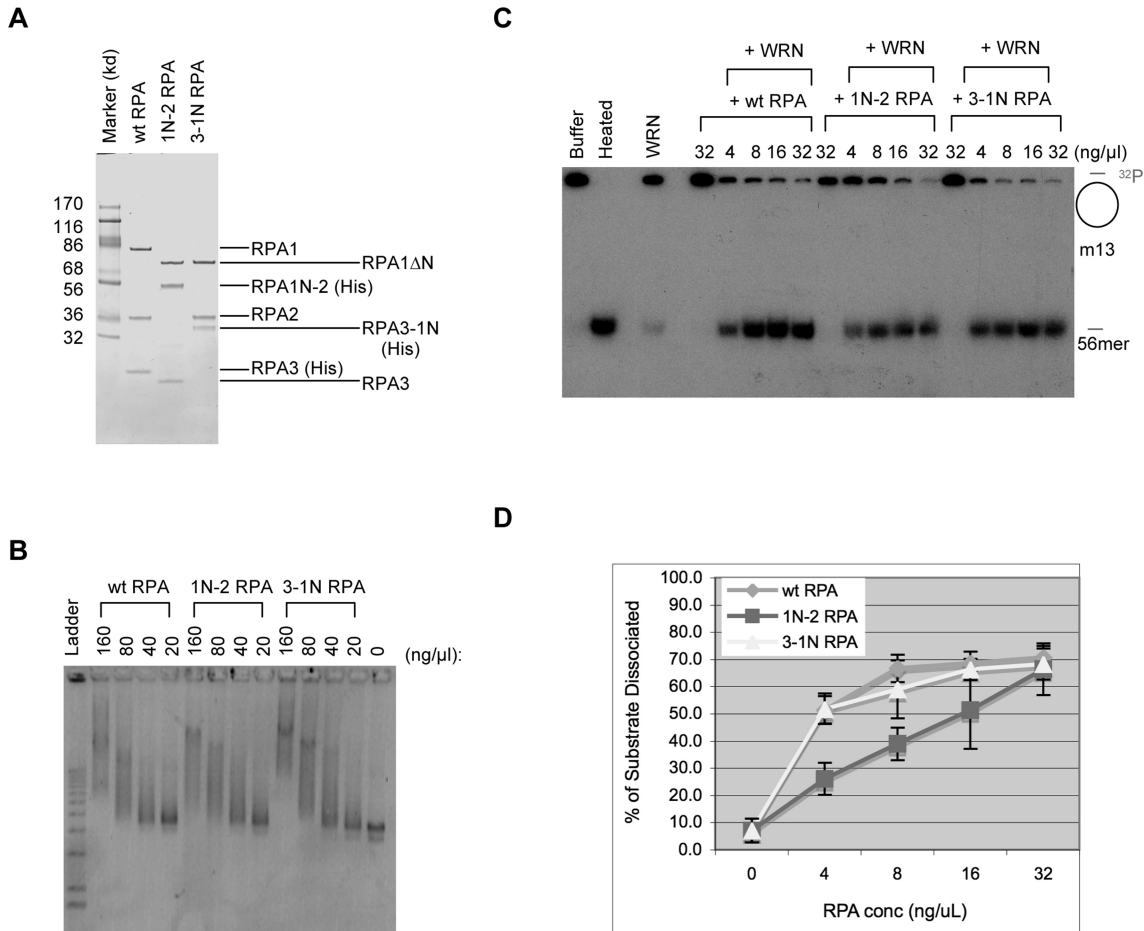 A
Marker (kd)
wt RPA
1N-2 RPA
3-1N RPA
170
116
86
68
56
36
32
RPA1
RPA1ΔN
RPA1N-2 (His)
RPA2
RPA3-1N
(His)
RPA3 (His)
RPA3
B
wt RPA 1N-2 RPA 3-1N RPA
Ladder
160 80 40 20 160 80 40 20 160 80 40 20 0
(ng/µl):
C
+ WRN + WRN + WRN
+ wt RPA + 1N-2 RPA + 3-1N RPA
Buffer
Heated
WRN
32 4 8 16 32 32 4 8 16 32 32 4 8 16 32 (ng/µl)
32P
m13
56mer
D
wt RPA
1N-2 RPA
3-1N RPA
% of Substrate Dissociated
100.0
90.0
80.0
70.0
60.0
50.0
40.0
30.0
20.0
10.0
0.0
0 4 8 16 32
RPA conc (ng/uL)